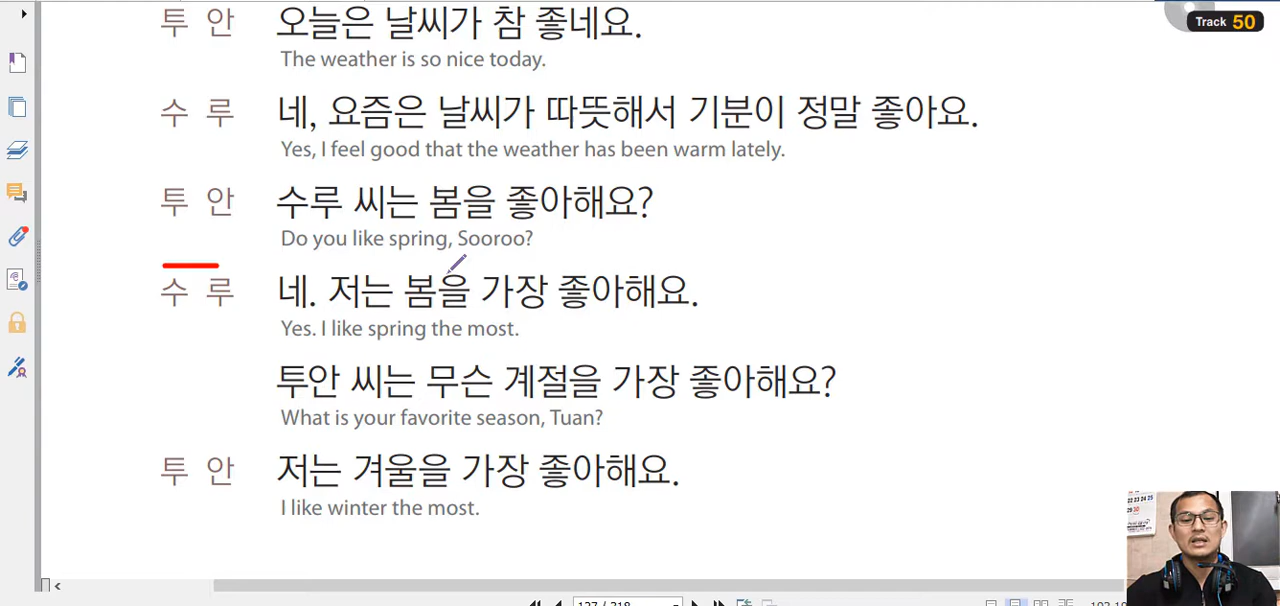 Track 50
투 안 오늘은 날씨가 참 좋네요.
The weather is so nice today.
수 루 네, 요즘은 날씨가 따뜻해서 기분이 정말 좋아요.
Yes, I feel good that the weather has been warm lately.
투 안 수루 씨는 봄을 좋아해요?
Do you like spring, Sooroo?
수 루 네. 저는 봄을 가장 좋아해요.
Yes. I like spring the most.
투안 씨는 무슨 계절을 가장 좋아해요?
What is your favorite season, Tuan?
투 안 저는 겨울을 가장 좋아해요.
I like winter the most.